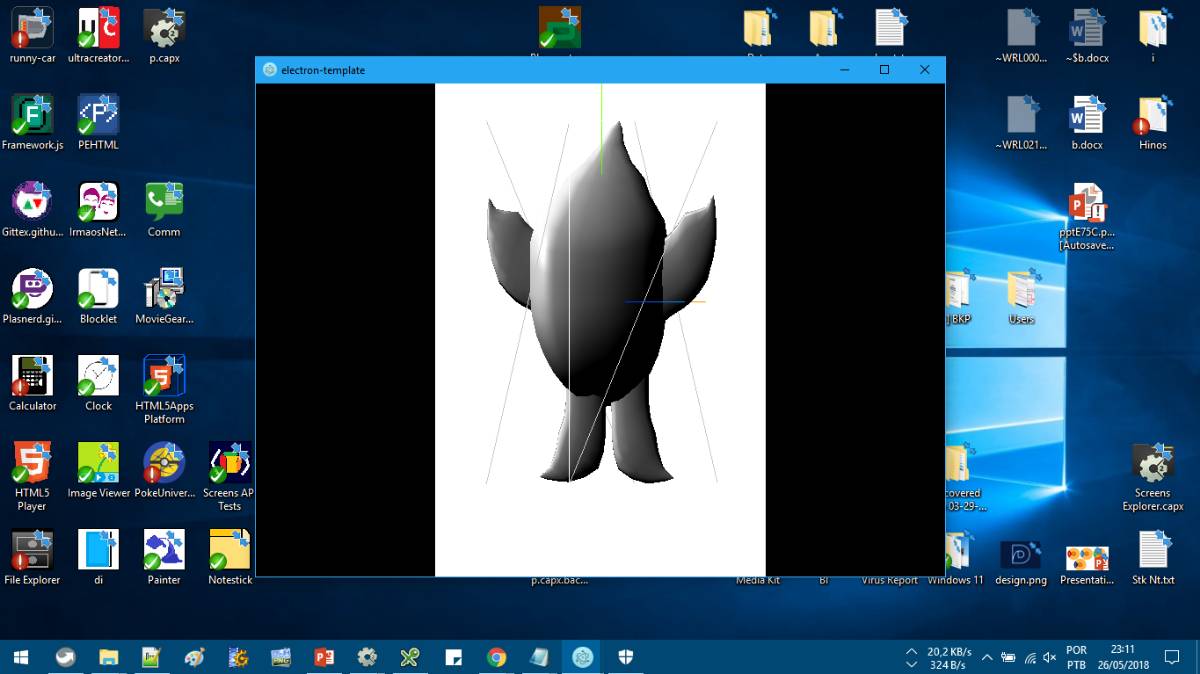 runny-car
ultracreator...
p.capx
~WRL000...
~$b.docx
i
electron-template
Framework.js
PEHTML
~WRL021...
b.docx
Hinos
Gittex.githu...
IrmaosNet...
Comm
pptE75C.p...
[Autosave...
Plasnerd.gi...
Blocklet
MovieGear...
] BKP
Users
Calculator
Clock
HTML5Apps
Platform
HTML5
Player
Image Viewer
PokeUniver...
Screens AP
Tests
covered
03-29-...
Screens
Explorer.capx
File Explorer
di
Painter
Notestick
p.capx.bac...
Media Kit
BI
Virus Report
Windows 11
design.png
Presentati...
Stk Nt.txt
20,2 KB/s
324 B/s
POR
PTB
23:11
26/05/2018